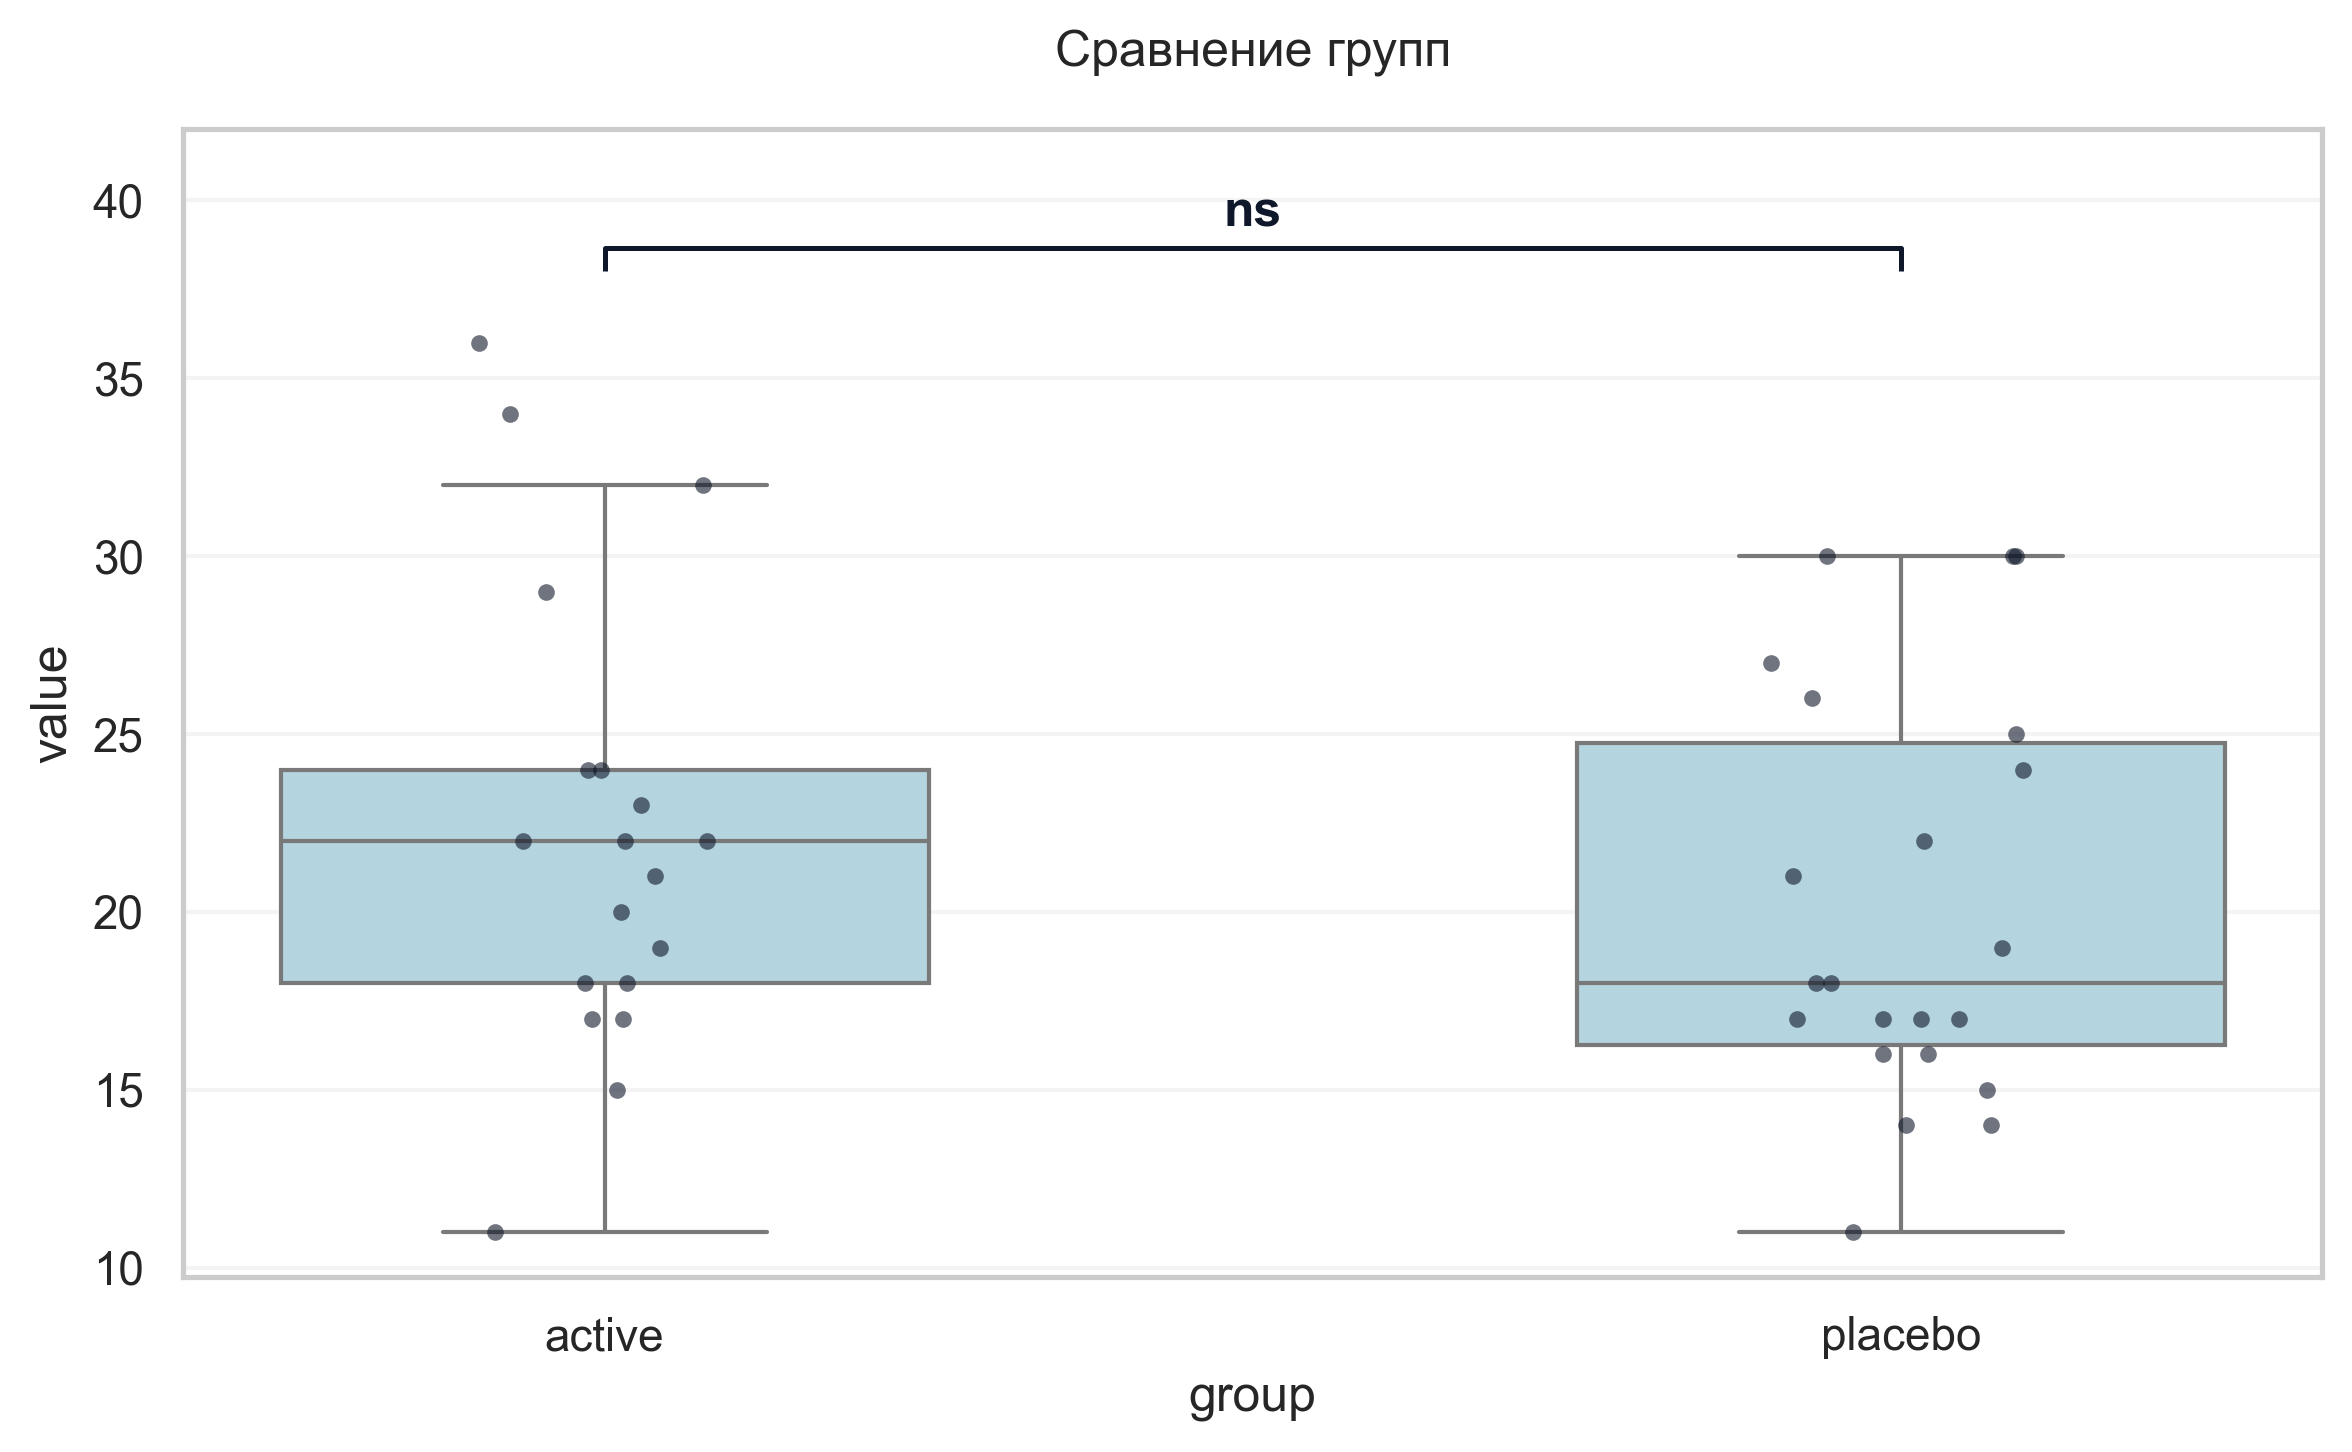 Сравнение групп
40
35
30
25
20
15
10
value
ns
active
placebo
group